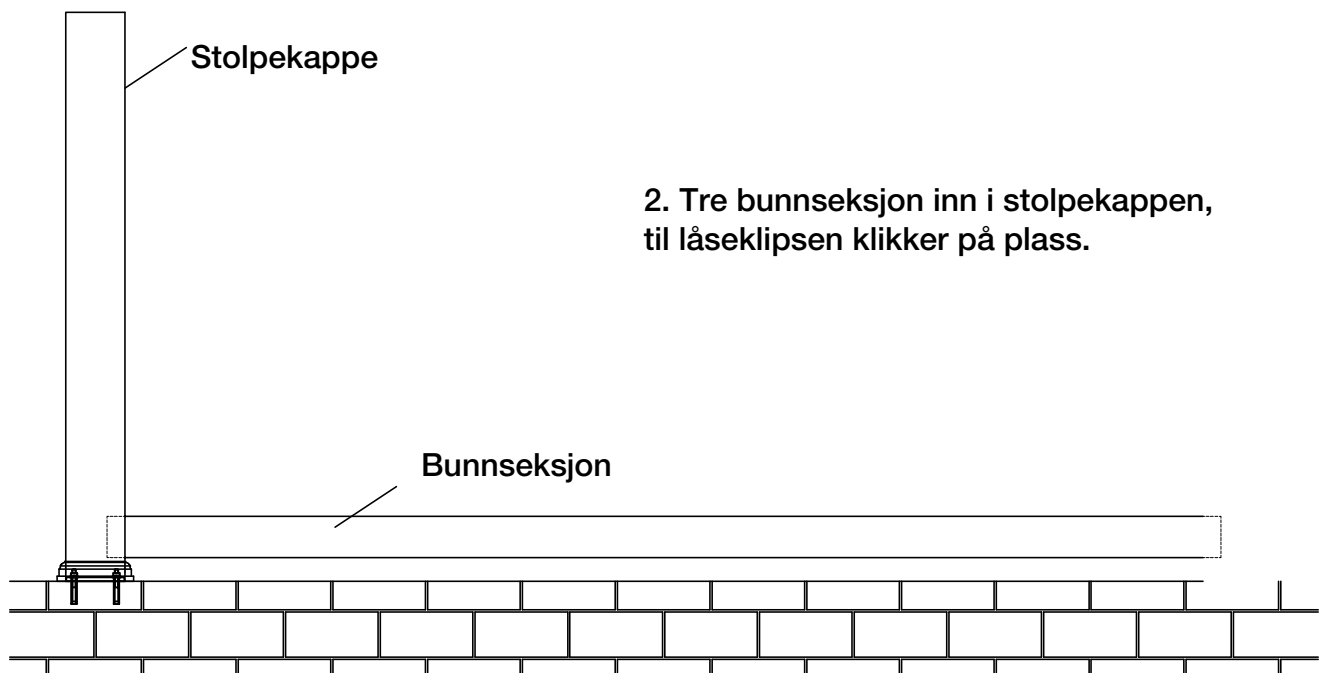 Stolpekappe
2. Tre bunnseksjon inn i stolpekappen,
til låseklipsen klikker på plass.
Bunnseksjon